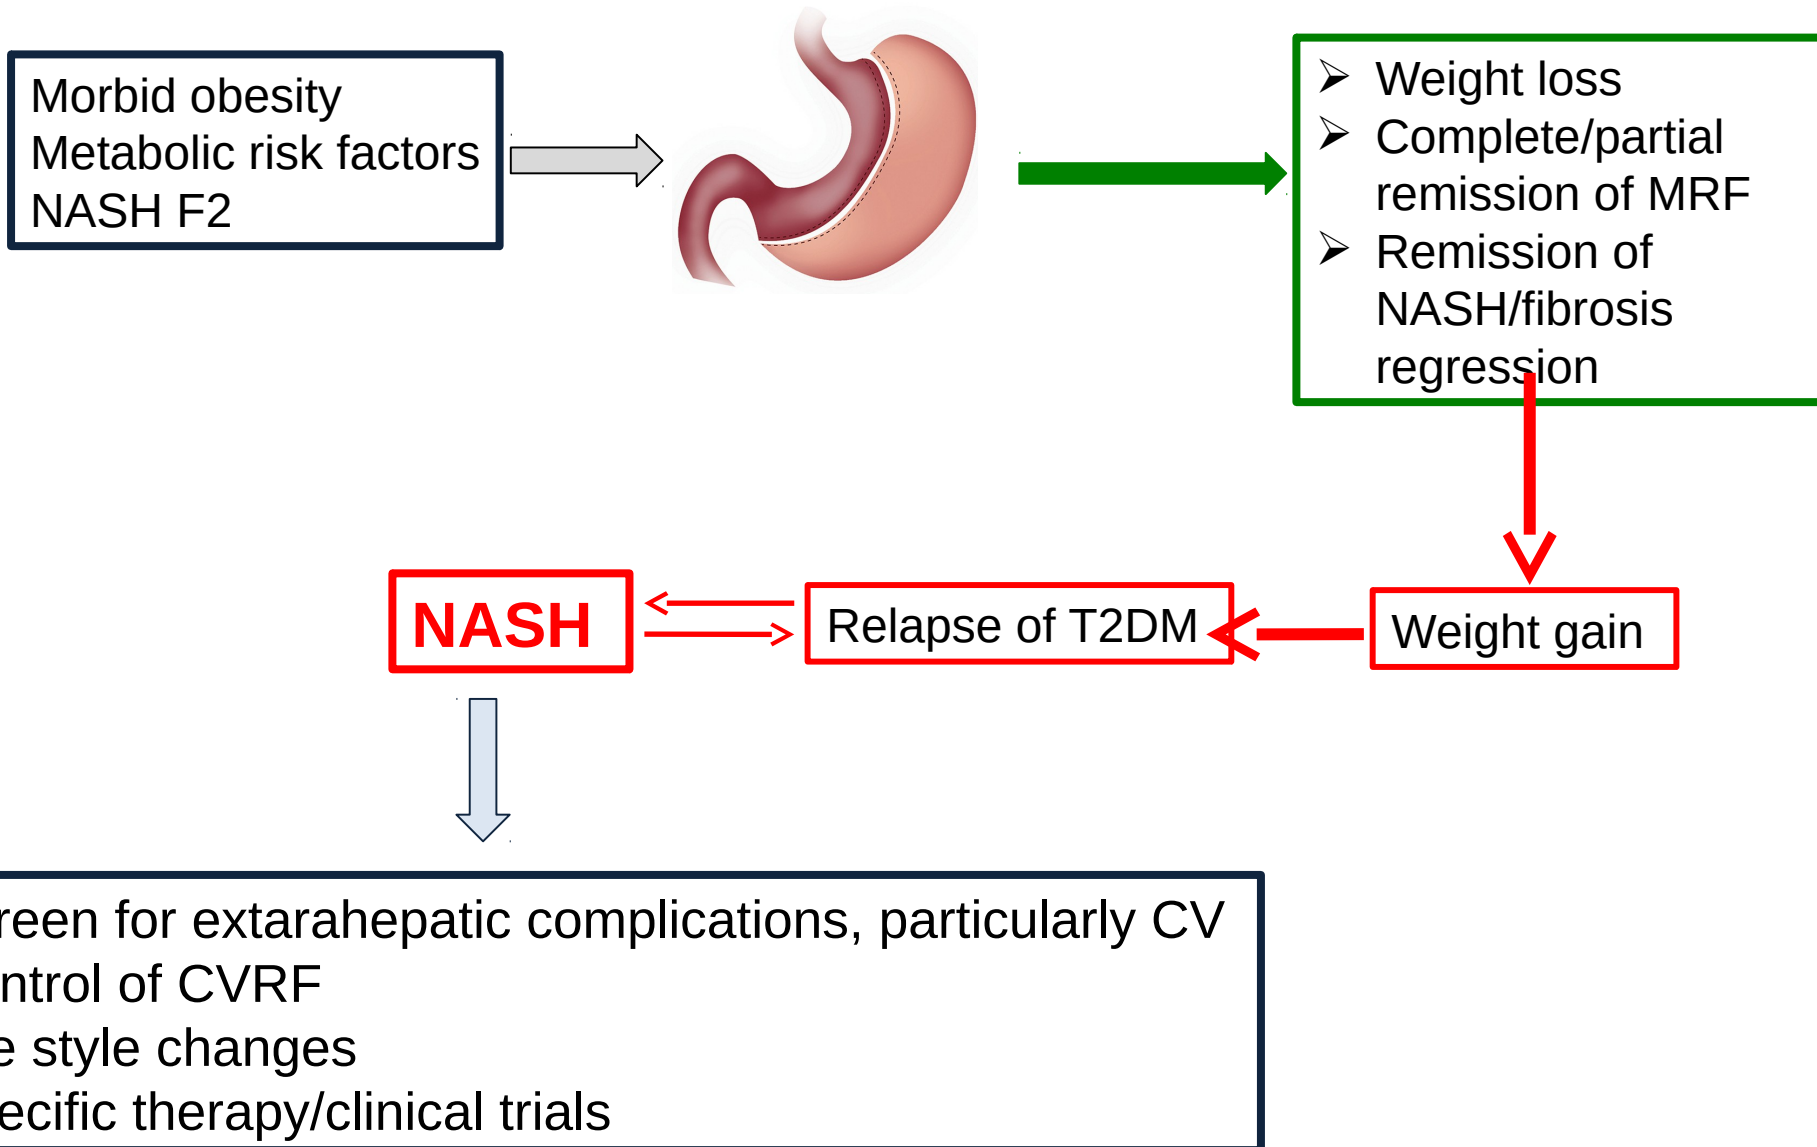 Morbid obesity
Metabolic risk factors
NASH F2
➢ Weight loss
➢ Complete/partial
remission of MRF
➢ Remission of
NASH/fibrosis
regression
NASH
Relapse of T2DM
Weight gain
reen for extarahepatic complications, particularly CV
ntrol of CVRF
e style changes
ecific therapy/clinical trials